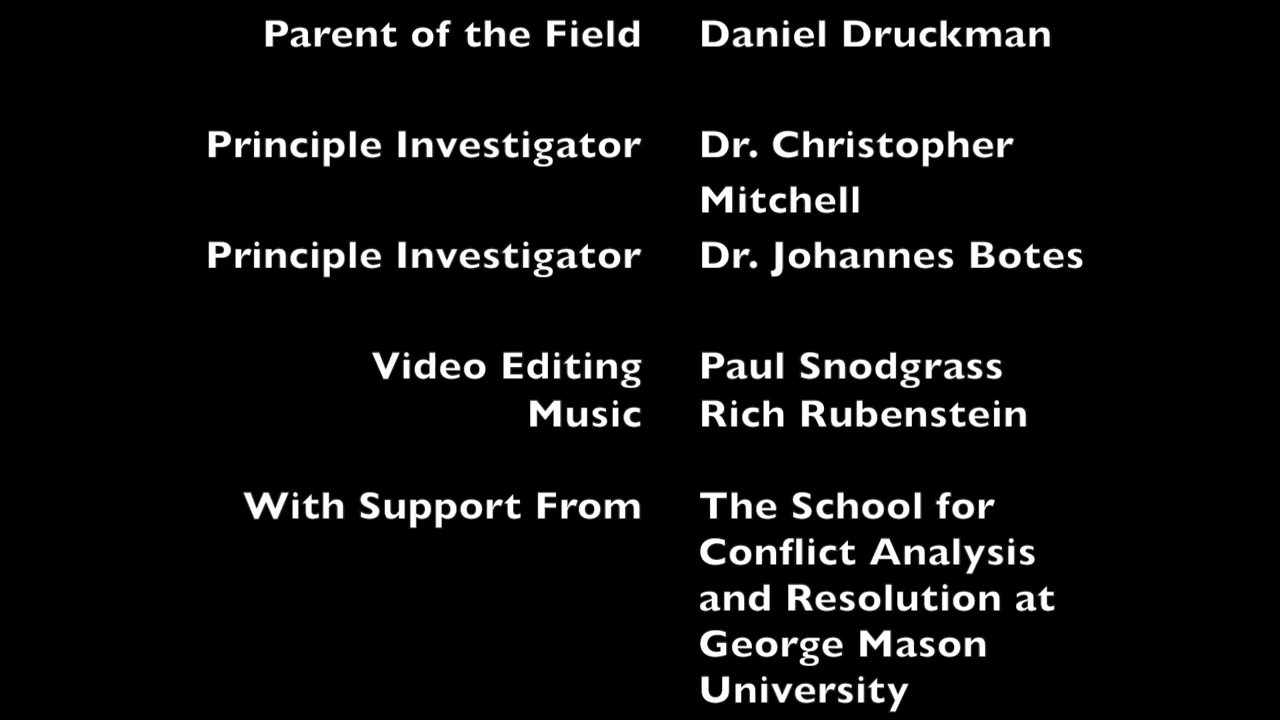 Parent of the Field Daniel Druckman
Principle Investigator Dr. Christopher
Mitchell
Principle Investigator Dr. Johannes Botes
Video Editing Paul Snodgrass
Music Rich Rubenstein
With Support From The School for
Conflict Analysis
and Resolution at
George Mason
University